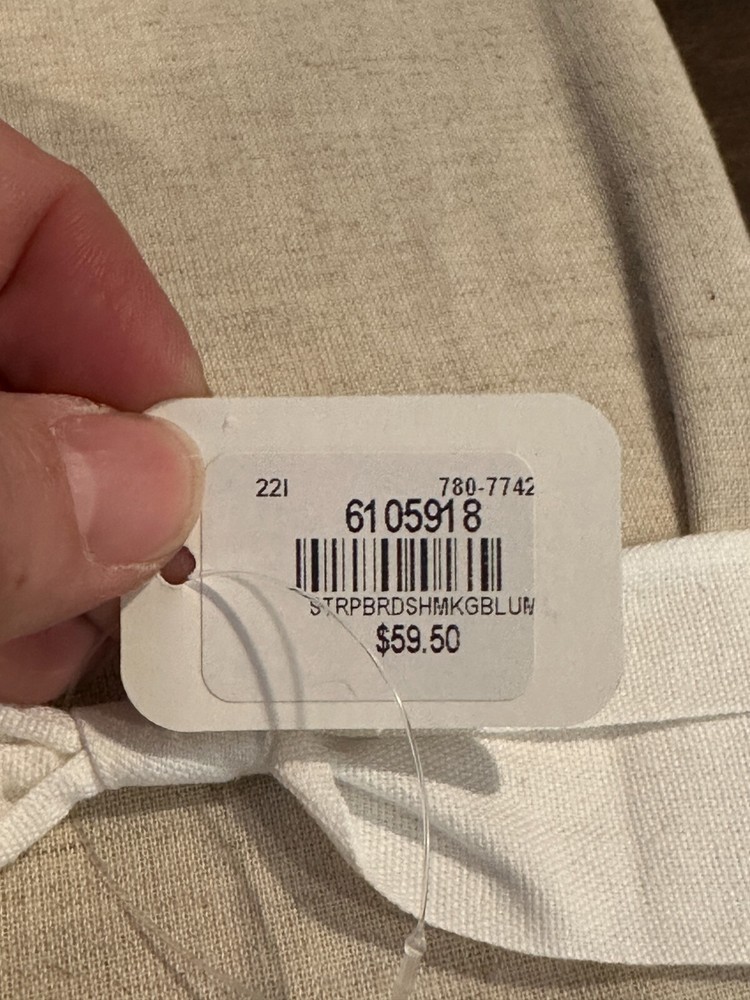 22I 780-7742
6105918
STRPBRDSHMKGBLUM
$59.50